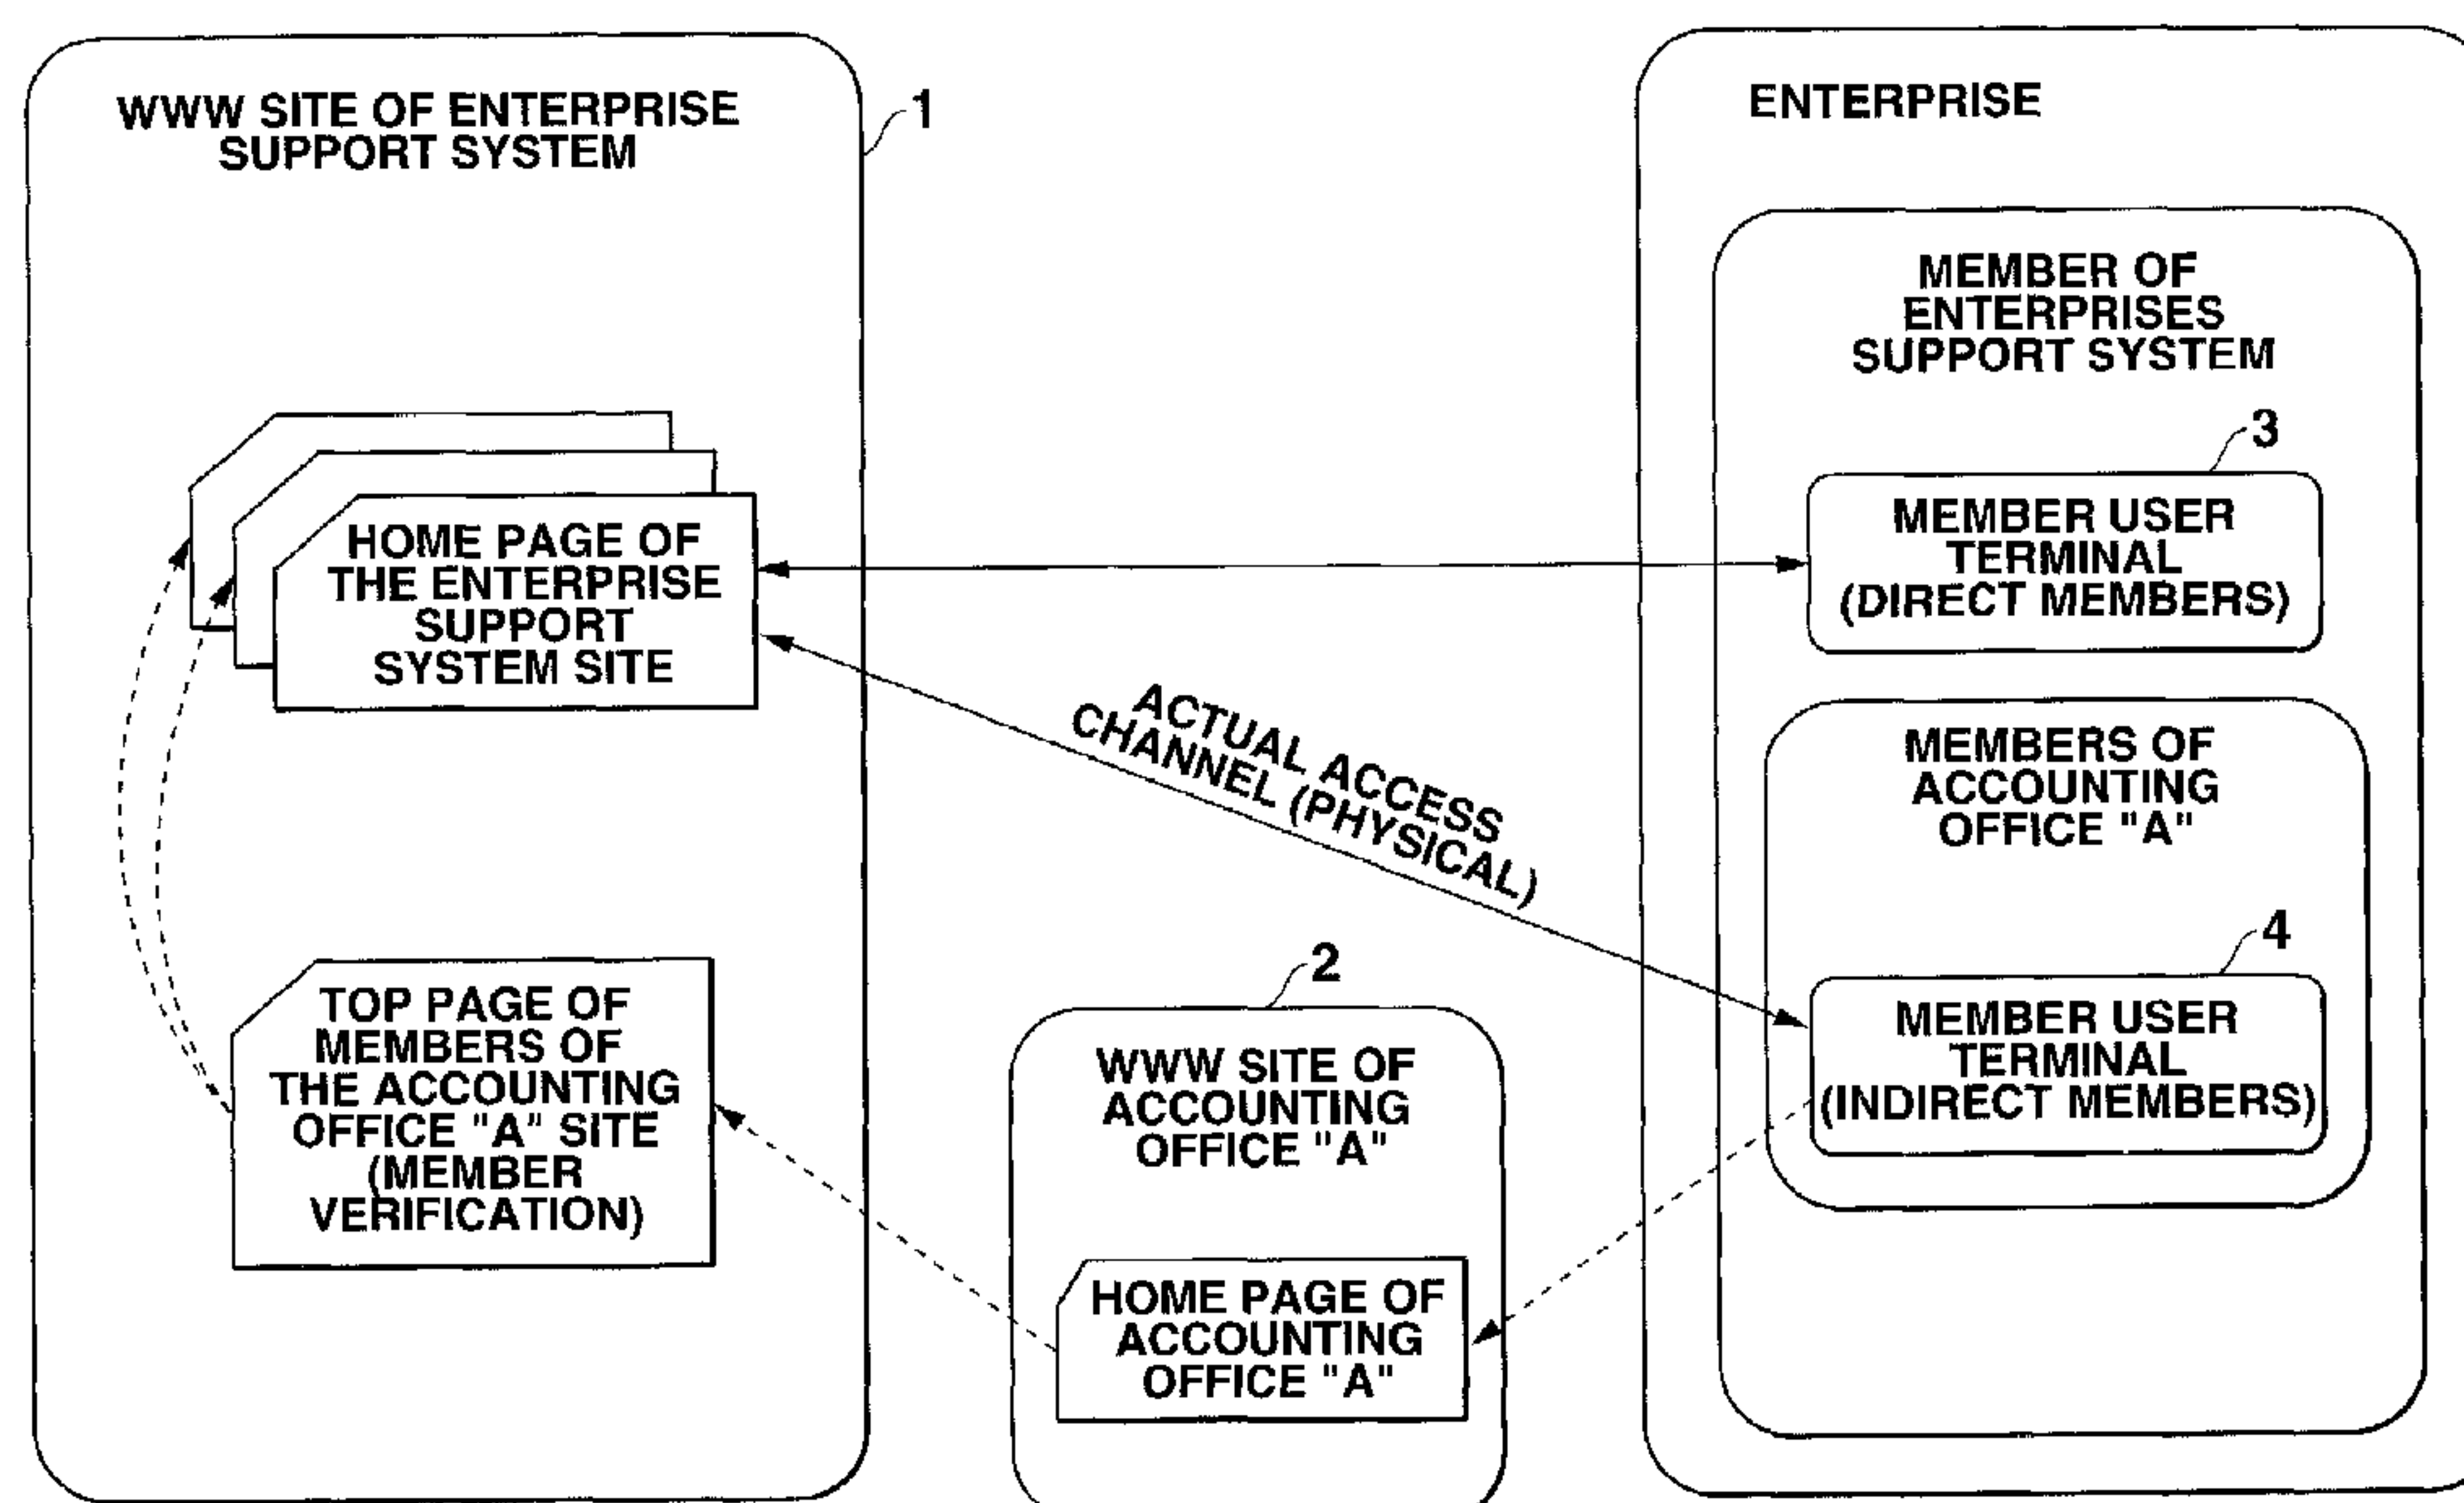 WWW SITE OF ENTERPRISE
SUPPORT SYSTEM
1
HOME PAGE OF
THE ENTERPRISE
SUPPORT
SYSTEM SITE
TOP PAGE OF
MEMBERS OF
THE ACCOUNTING
OFFICE "A" SITE
(MEMBER
VERIFICATION)
ACTUAL ACCESS
CHANNEL (PHYSICAL)
2
WWW SITE OF
ACCOUNTING
OFFICE "A"
HOME PAGE OF
ACCOUNTING
OFFICE "A"
ENTERPRISE
MEMBER OF
ENTERPRISES
SUPPORT SYSTEM
3
MEMBER USER
TERMINAL
(DIRECT MEMBERS)
MEMBERS OF
ACCOUNTING
OFFICE "A"
4
MEMBER USER
TERMINAL
(INDIRECT MEMBERS)